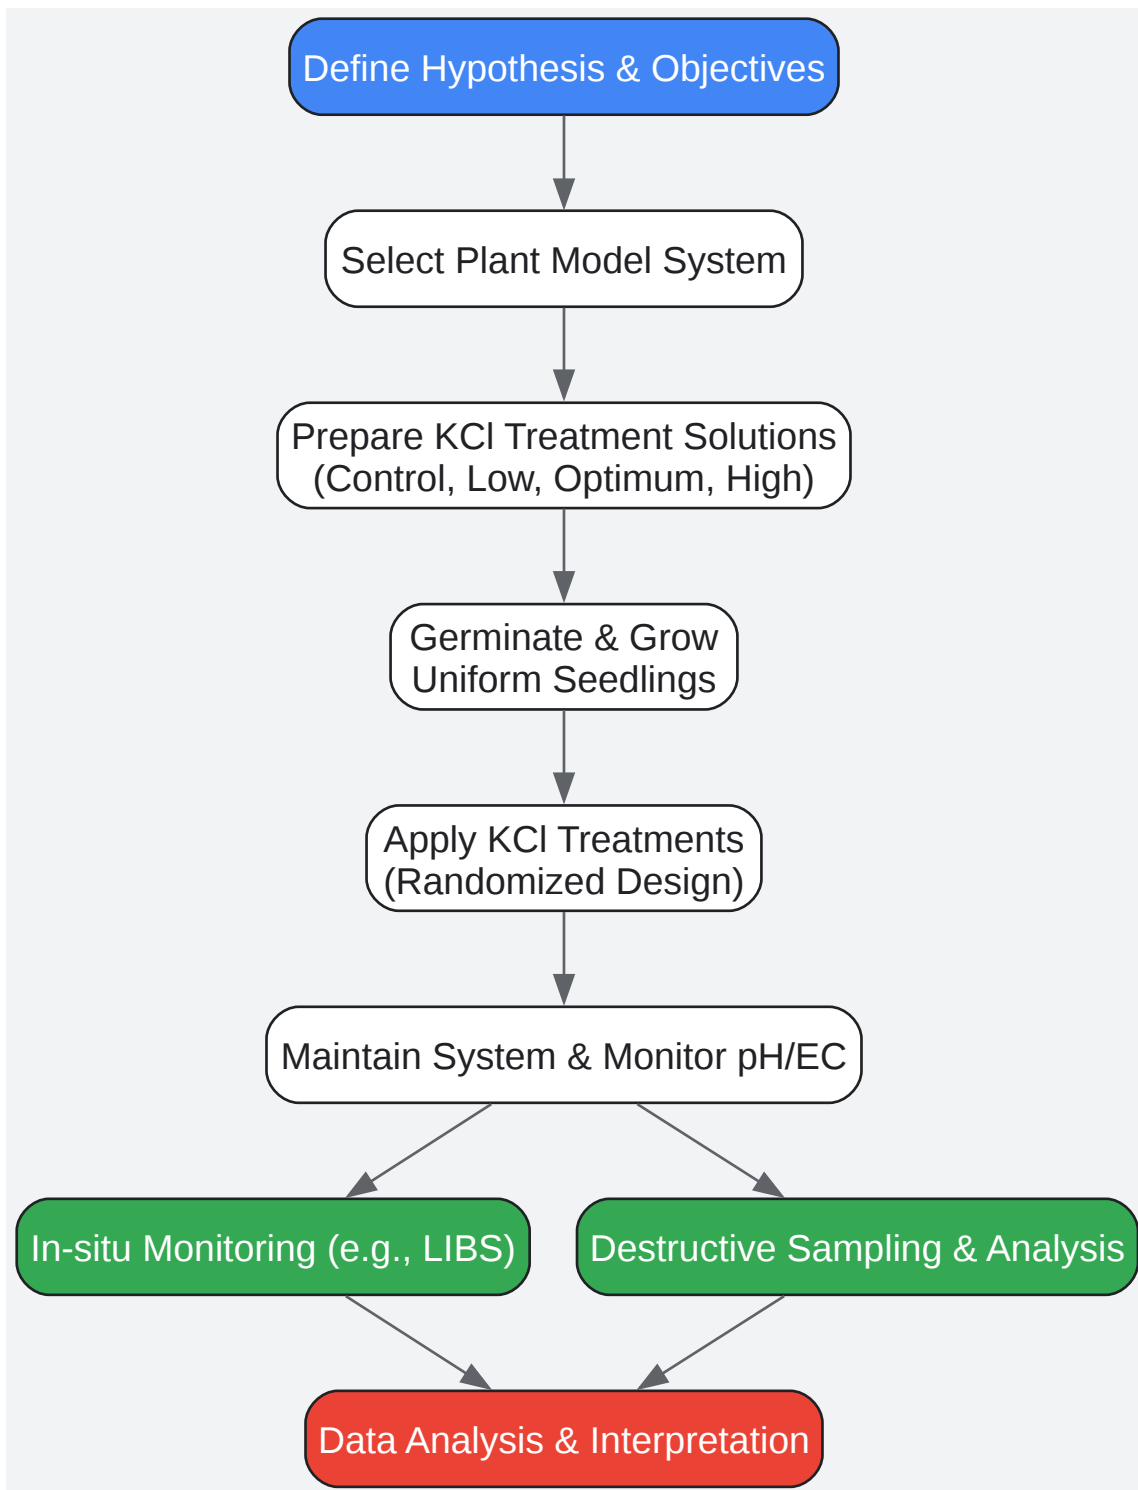 Define Hypothesis & Objectives
Select Plant Model System
Prepare KCl Treatment Solutions
(Control, Low, Optimum, High)
Germinate & Grow
Uniform Seedlings
Apply KCl Treatments
(Randomized Design)
Maintain System & Monitor pH/EC
In-situ Monitoring (e.g., LIBS)
Destructive Sampling & Analysis
Data Analysis & Interpretation